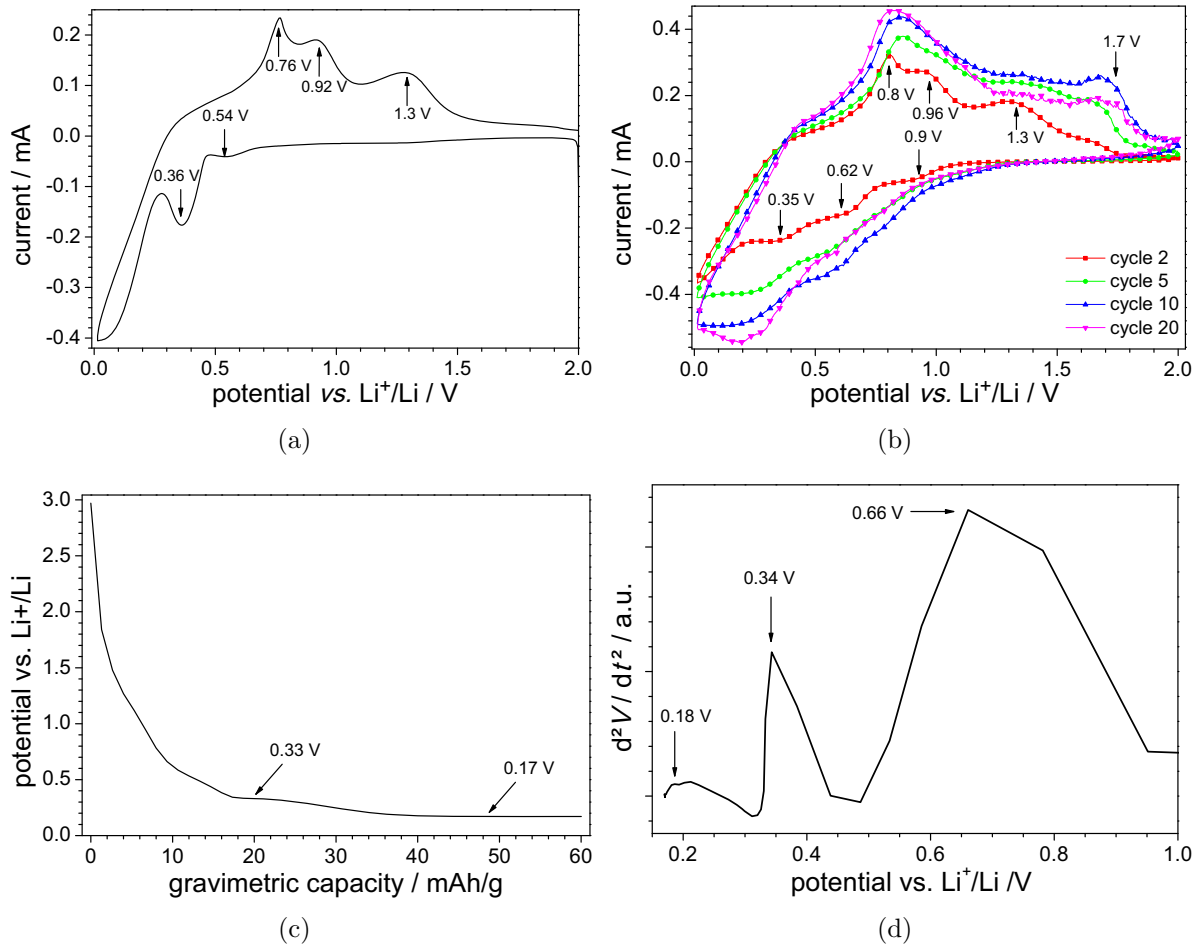 (a)
current / mA
0.2
0.1
0.0
-0.1
-0.2
-0.3
-0.4
0.76 V
0.92 V
1.3 V
0.54 V
0.36 V
0.0 0.5 1.0 1.5 2.0
potential vs. Li⁺/Li / V
(a)
current / mA
0.4
0.2
0.0
-0.2
-0.4
1.7 V
0.8 V
0.96 V
0.9 V
1.3 V
0.62 V
0.35 V
cycle 2
cycle 5
cycle 10
cycle 20
0.0 0.5 1.0 1.5 2.0
potential vs. Li⁺/Li / V
(b)
potential vs. Li+/Li
3.0
2.5
2.0
1.5
1.0
0.5
0.0
0.33 V
0.17 V
0 10 20 30 40 50 60
gravimetric capacity / mAh/g
(c)
d²V / dt² / a.u.
0.66 V
0.34 V
0.18 V
0.2 0.4 0.6 0.8 1.0
potential vs. Li⁺/Li /V
(d)